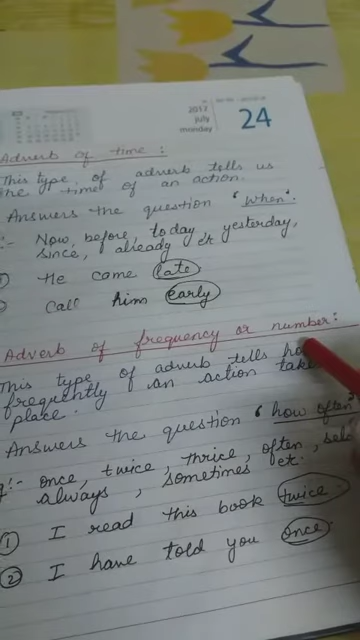 2017
july
monday
24
Adverb of time :
This type of adverb tells us
the time of an action.
Answers the question "when".
:- Now, before, today, yesterday,
since, already etc
He came late
Call him early
Adverb of frequency or number:
This type of adverb tells how
frequently an action takes
place.
Answers the question "how often"
:- once, twice, thrice, often,
always, sometimes etc.
① I read this book twice.
② I have told you once.